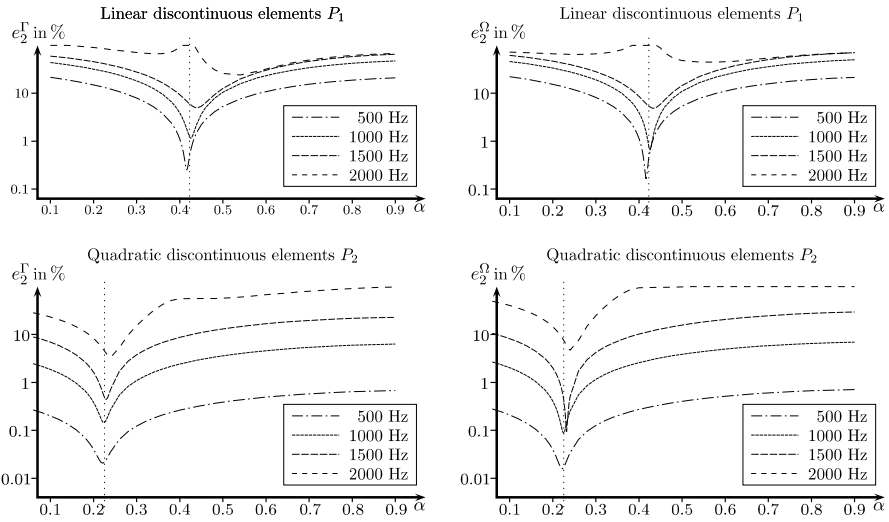 Linear discontinuous elements P₁
e₂^Γ in %
10
1
0.1
0.1 0.2 0.3 0.4 0.5 0.6 0.7 0.8 0.9 α
500 Hz
1000 Hz
1500 Hz
2000 Hz
Linear discontinuous elements P₁
e₂^Ω in %
10
1
0.1
0.1 0.2 0.3 0.4 0.5 0.6 0.7 0.8 0.9 α
500 Hz
1000 Hz
1500 Hz
2000 Hz
Quadratic discontinuous elements P₂
e₂^Γ in %
10
1
0.1
0.01
0.1 0.2 0.3 0.4 0.5 0.6 0.7 0.8 0.9 α
500 Hz
1000 Hz
1500 Hz
2000 Hz
Quadratic discontinuous elements P₂
e₂^Ω in %
10
1
0.1
0.01
0.1 0.2 0.3 0.4 0.5 0.6 0.7 0.8 0.9 α
500 Hz
1000 Hz
1500 Hz
2000 Hz